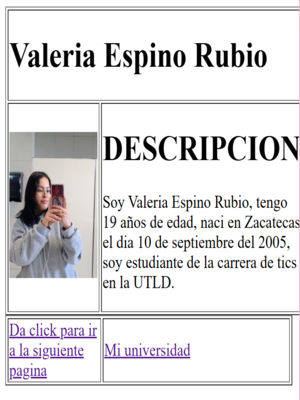 Valeria Espino Rubio
DESCRIPCION
Soy Valeria Espino Rubio, tengo
19 años de edad, naci en Zacatecas
el dia 10 de septiembre del 2005,
soy estudiante de la carrera de tics
en la UTLD.
Da click para ir
a la siguiente
pagina
Mi universidad